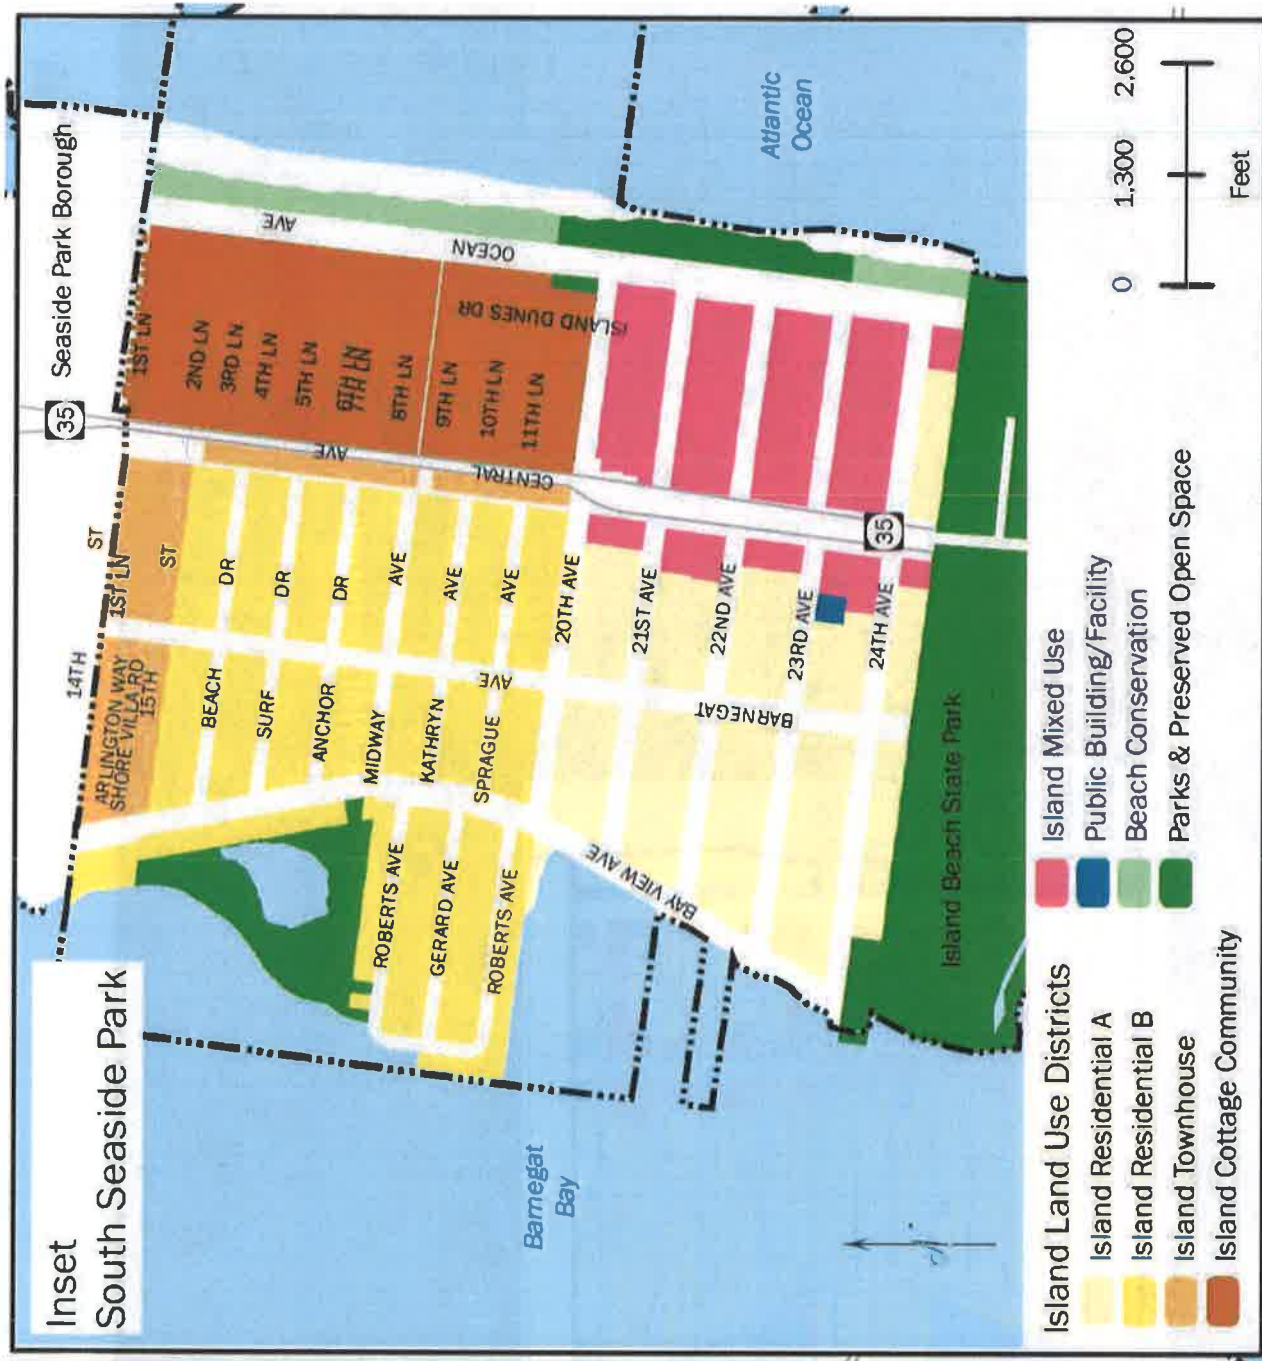 Inset
South Seaside Park
Seaside Park Borough
35
14TH
ST
ARLINGTON WAY
SHORE VILLA RD
1ST LN
1ST LN
15TH
ST
2ND LN
3RD LN
4TH LN
5TH LN
6TH LN
7TH LN
8TH LN
9TH LN
10TH LN
11TH LN
ISLAND DUNES DR
OCEAN
AVE
CENTRAL
AVE
BEACH
DR
SURF
DR
ANCHOR
DR
MIDWAY
AVE
KATHRYN
AVE
SPRAGUE
AVE
ROBERTS AVE
GERARD AVE
ROBERTS AVE
20TH AVE
21ST AVE
22ND AVE
23RD AVE
24TH AVE
BARNEGAT
AVE
BAY VIEW AVE
35
Island Beach State Park
Atlantic
Ocean
Barnegat
Bay
Island Land Use Districts
Island Residential A
Island Residential B
Island Townhouse
Island Cottage Community
Island Mixed Use
Public Building/Facility
Beach Conservation
Parks & Preserved Open Space
0
1,300
2,600
Feet